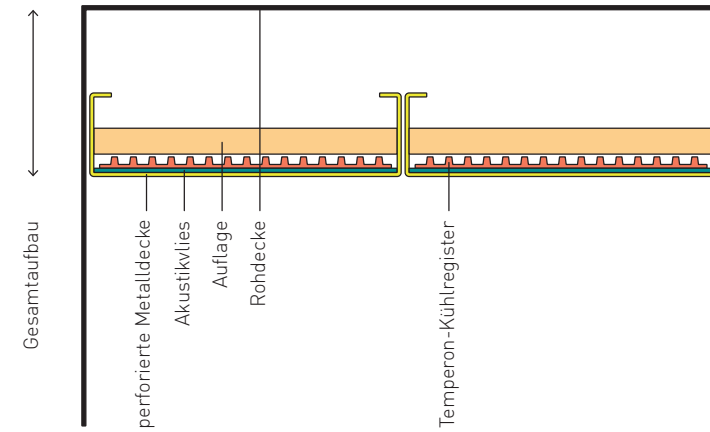 Gesamtaufbau
perforierte Metalldecke
Akustikvlies
Auflage
Rohdecke
Temperon-Kühlregister